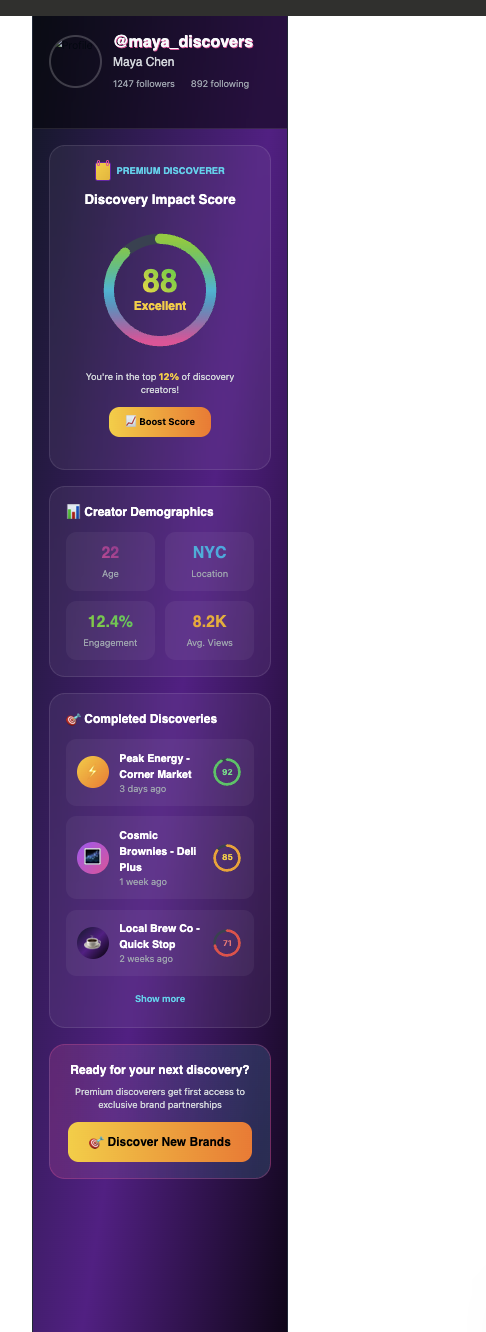 @maya_discovers
Maya Chen
1247 followers 892 following
PREMIUM DISCOVERER
Discovery Impact Score
88
Excellent
You're in the top 12% of discovery
creators!
📈 Boost Score
📊 Creator Demographics
22
Age
NYC
Location
12.4%
Engagement
8.2K
Avg. Views
🎯 Completed Discoveries
Peak Energy -
Corner Market
3 days ago
92
Cosmic
Brownies - Deli
Plus
1 week ago
85
Local Brew Co -
Quick Stop
2 weeks ago
71
Show more
Ready for your next discovery?
Premium discoverers get first access to
exclusive brand partnerships
🎯 Discover New Brands